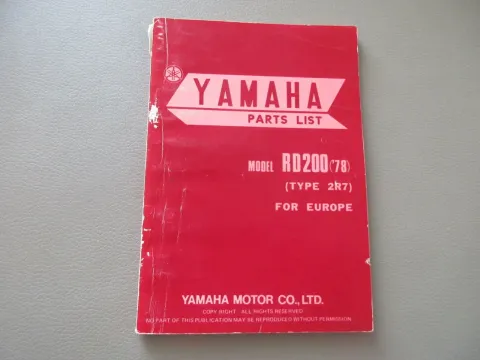 YAMAHA
PARTS LIST
MODEL RD200('78)
(TYPE 2R7)
FOR EUROPE
YAMAHA MOTOR CO., LTD.
COPY RIGHT ALL RIGHTS RESERVED
NO PART OF THIS PUBLICATION MAY BE REPRODUCED WITHOUT PERMISSION